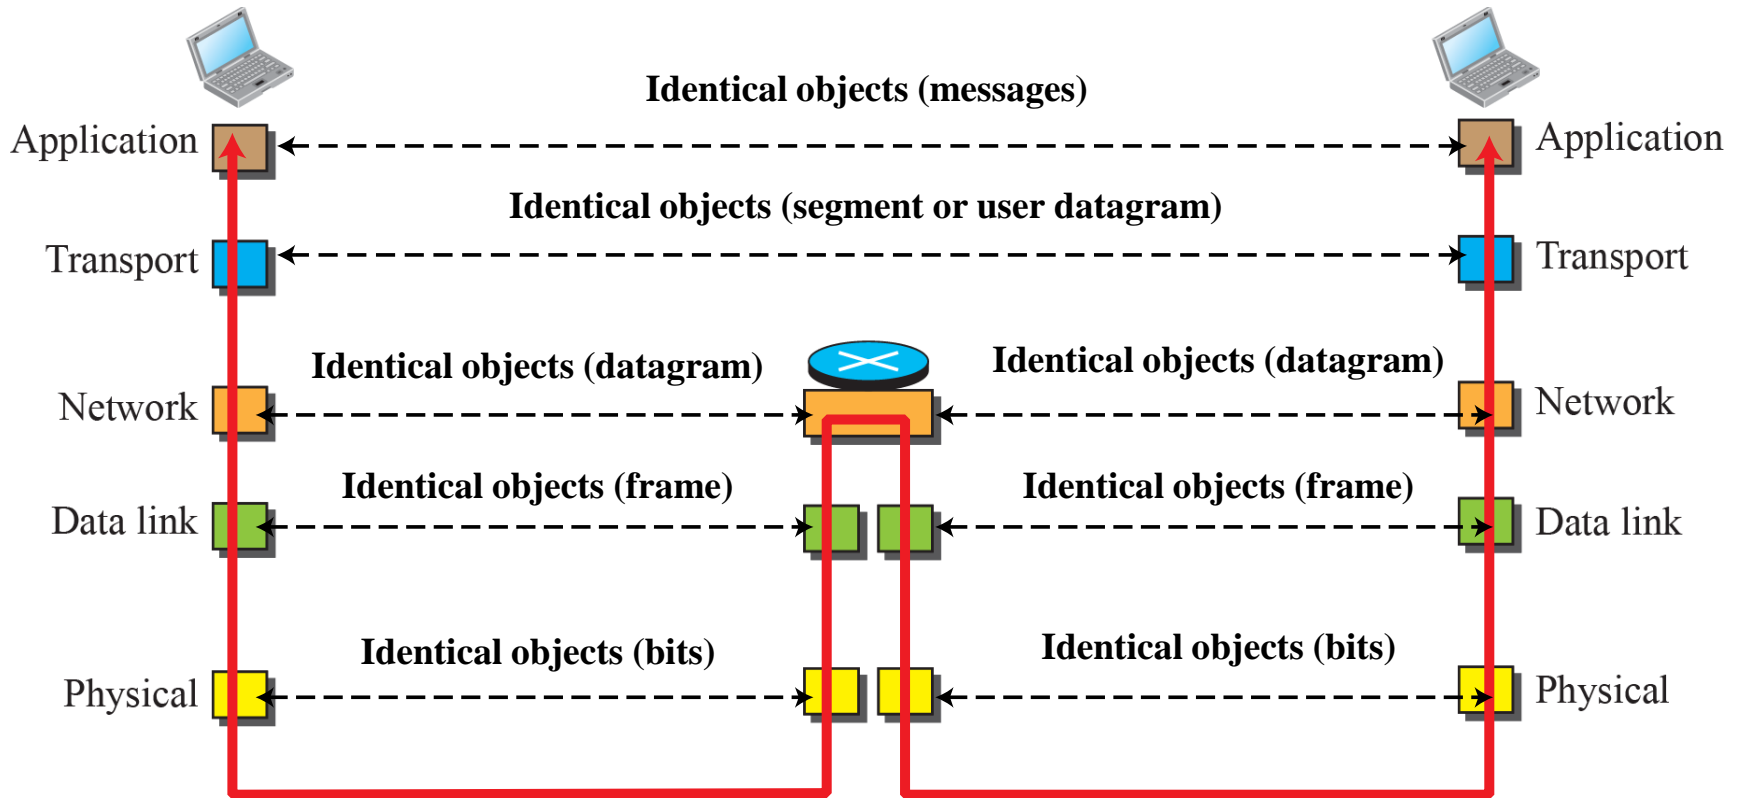 Identical objects (messages)
Application
Application
Identical objects (segment or user datagram)
Transport
Transport
Identical objects (datagram)
Identical objects (datagram)
Network
Network
Identical objects (frame)
Identical objects (frame)
Data link
Data link
Identical objects (bits)
Identical objects (bits)
Physical
Physical